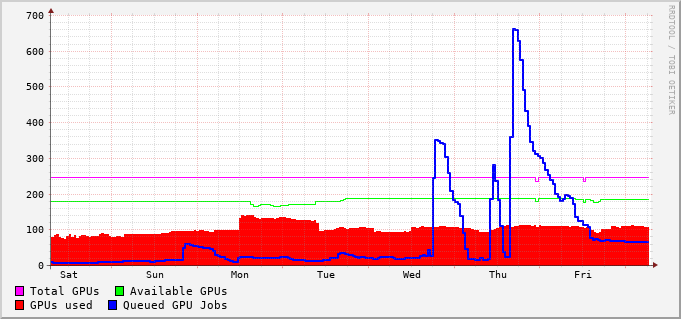 700
600
500
400
300
200
100
0
Sat Sun Mon Tue Wed Thu Fri
Total GPUs Available GPUs
GPUs used Queued GPU Jobs
RRDTOOL / TOBI OETIKER